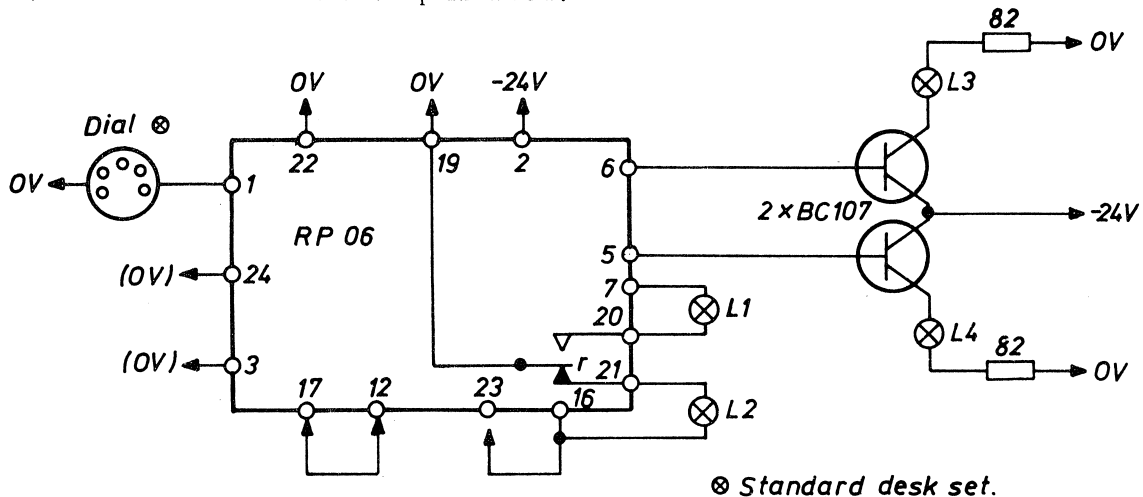 82
0V
L3
0V
0V
-24V
Dial ⊗
22
19
2
6
0V
1
2×BC107
-24V
RP 06
5
(0V)
24
7
L1
20
L4
82
(0V)
3
r
21
0V
17
12
23
16
L2
⊗ Standard desk set.